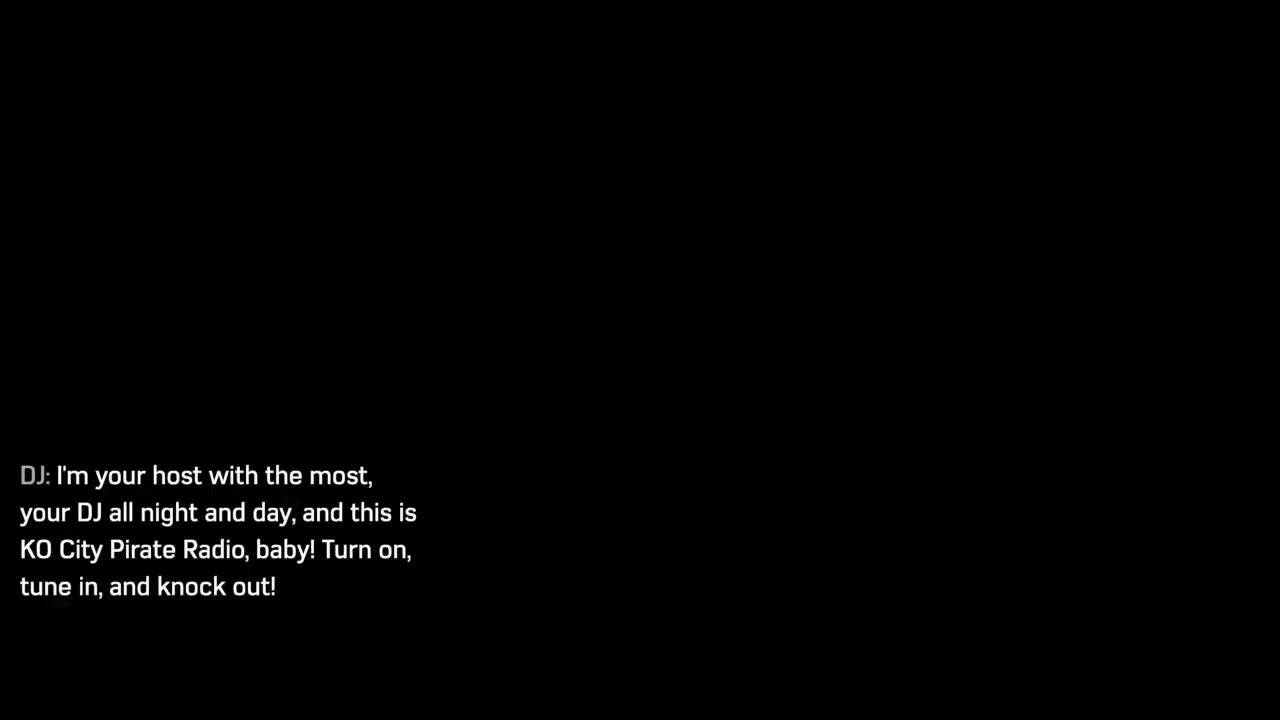 DJ: I'm your host with the most,
your DJ all night and day, and this is
KO City Pirate Radio, baby! Turn on,
tune in, and knock out!